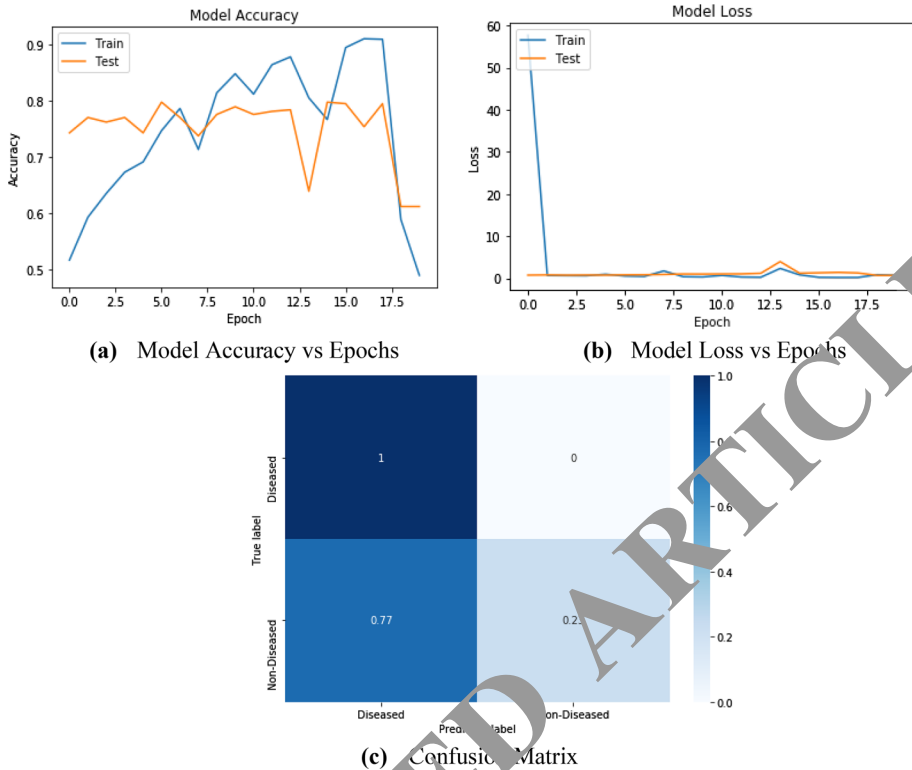 Model Accuracy
Train
Test
0.9
0.8
0.7
0.6
0.5
Accuracy
0.0 2.5 5.0 7.5 10.0 12.5 15.0 17.5
Epoch
(a) Model Accuracy vs Epochs
Model Loss
Train
Test
60
50
40
30
20
10
0
Loss
0.0 2.5 5.0 7.5 10.0 12.5 15.0 17.5
Epoch
(b) Model Loss vs Epochs
Diseased
Non-Diseased
True label
1 0
0.77
Diseased
label
1.0
0.6
0.4
0.2
0.0
(c) Matrix